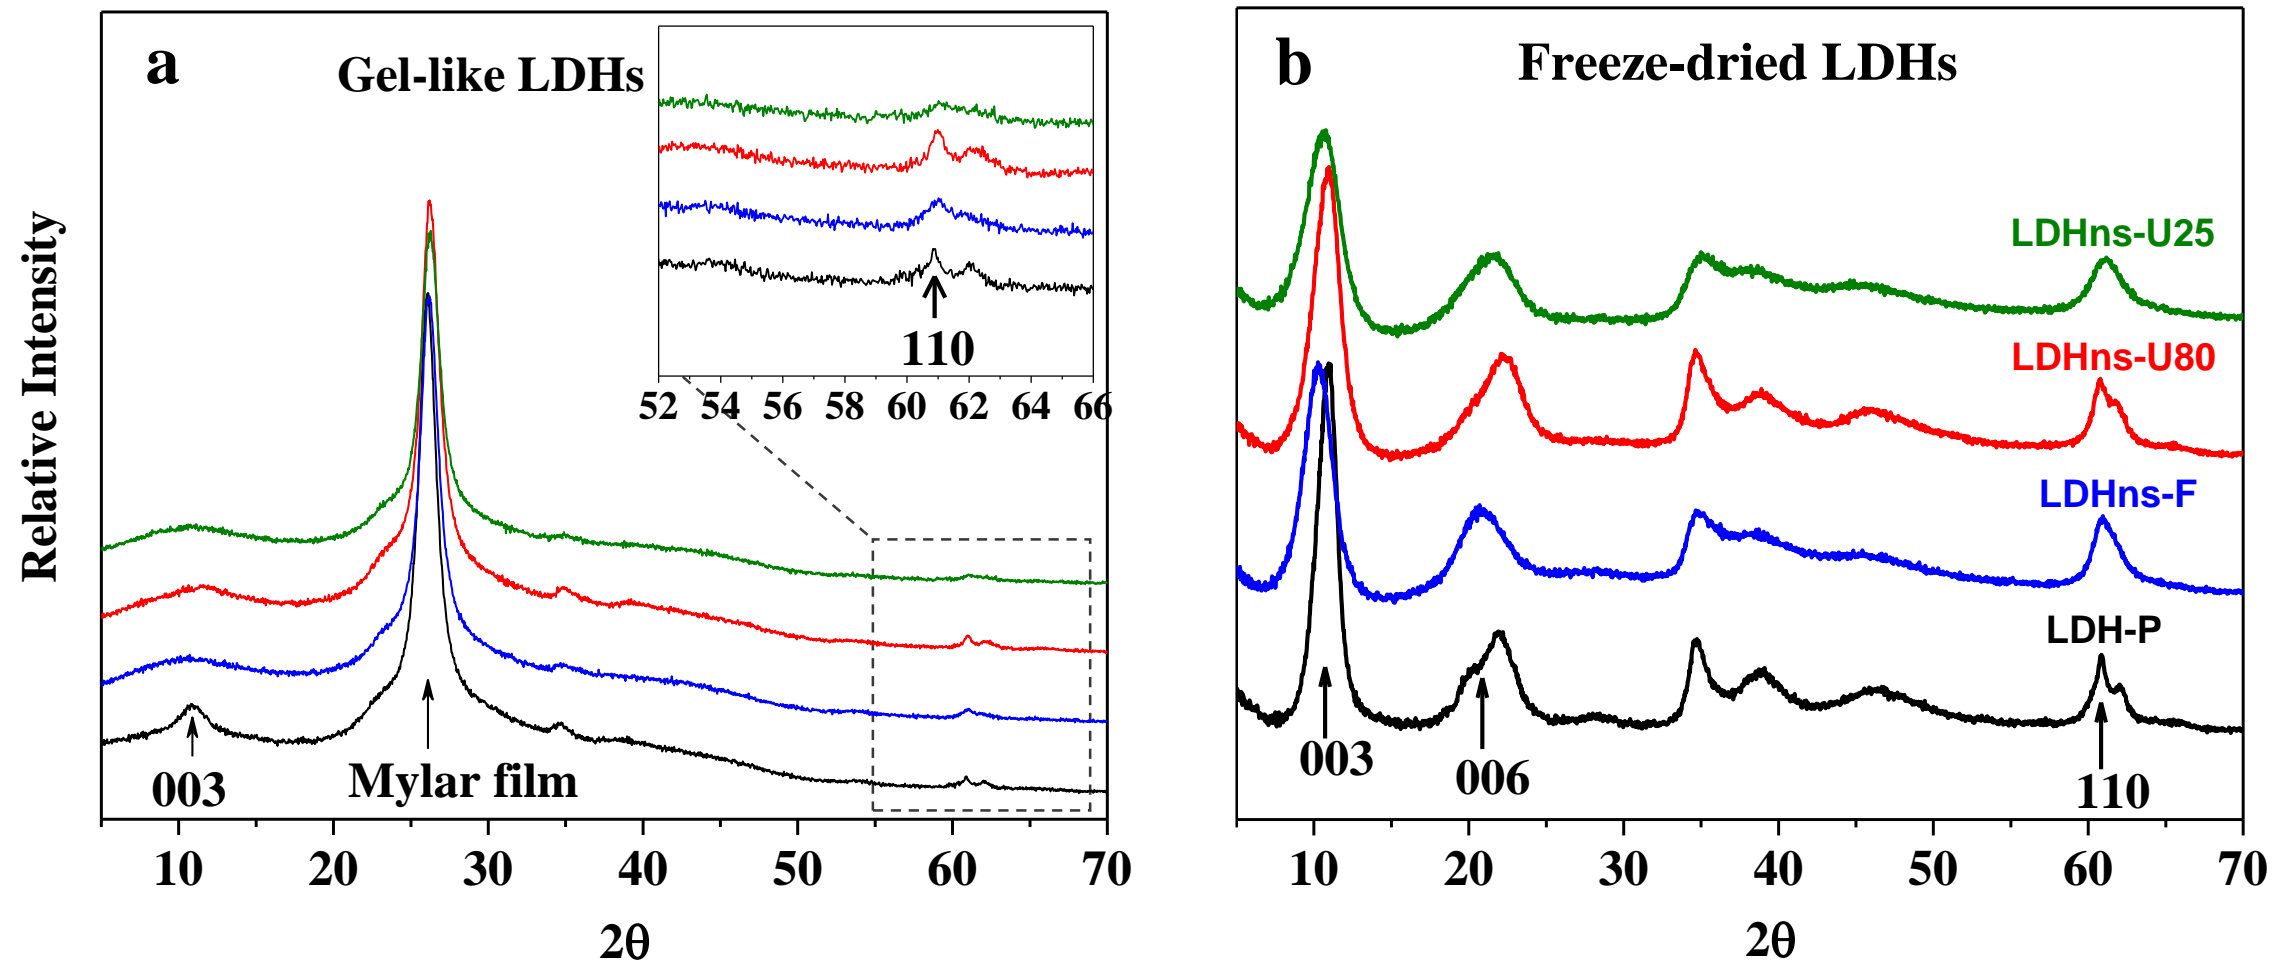 a
Gel-like LDHs
110
52 54 56 58 60 62 64 66
Relative Intensity
003
Mylar film
10 20 30 40 50 60 70
2θ
b
Freeze-dried LDHs
LDHns-U25
LDHns-U80
LDHns-F
LDH-P
003
006
110
10 20 30 40 50 60 70
2θ